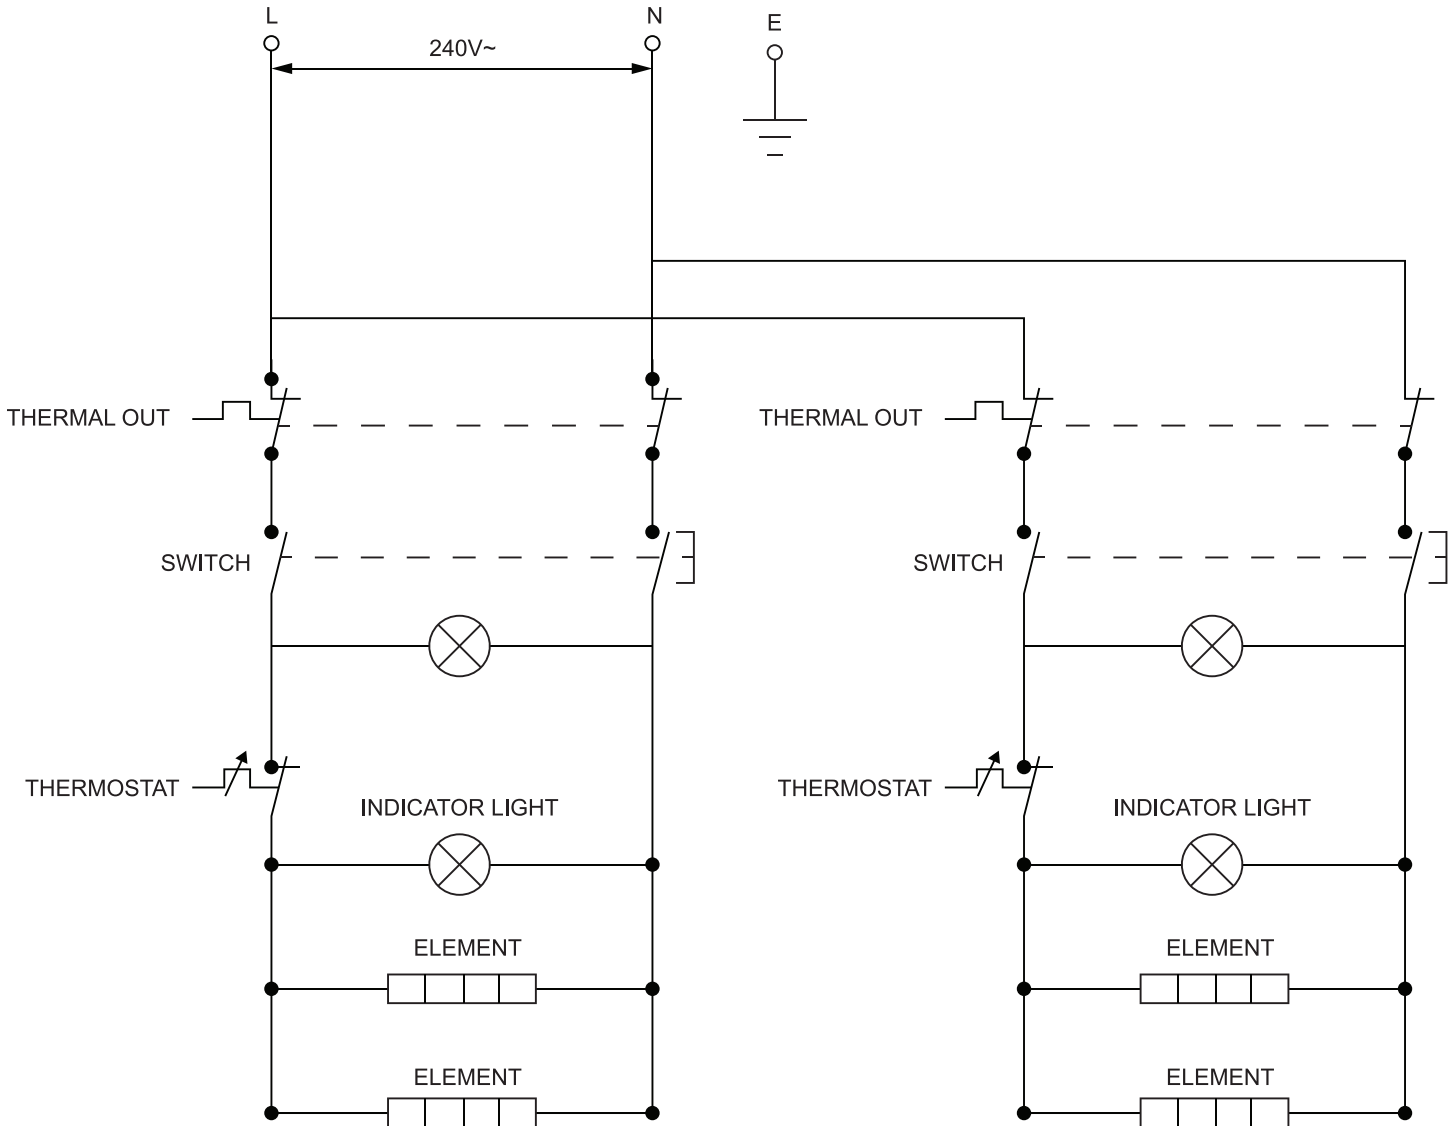 L
N
E
240V~
THERMAL OUT
THERMAL OUT
SWITCH
SWITCH
THERMOSTAT
THERMOSTAT
INDICATOR LIGHT
INDICATOR LIGHT
ELEMENT
ELEMENT
ELEMENT
ELEMENT